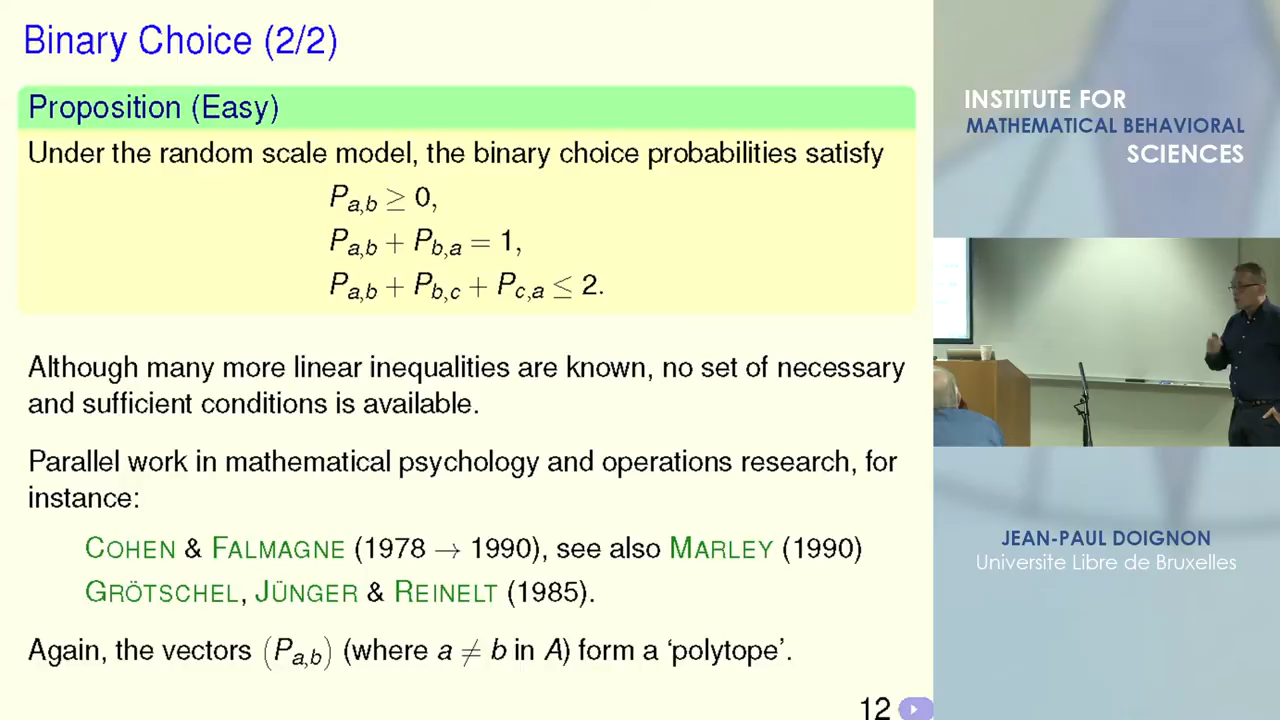 Binary Choice (2/2)
Proposition (Easy)
Under the random scale model, the binary choice probabilities satisfy
P_{a,b} ≥ 0,
P_{a,b} + P_{b,a} = 1,
P_{a,b} + P_{b,c} + P_{c,a} ≤ 2.
Although many more linear inequalities are known, no set of necessary
and sufficient conditions is available.
Parallel work in mathematical psychology and operations research, for
instance:
COHEN & FALMAGNE (1978 → 1990), see also MARLEY (1990)
GRÖTSCHEL, JÜNGER & REINELT (1985).
Again, the vectors (P_{a,b}) (where a ≠ b in A) form a ‘polytope’.
12
INSTITUTE FOR
MATHEMATICAL BEHAVIORAL
SCIENCES
JEAN-PAUL DOIGNON
Universite Libre de Bruxelles